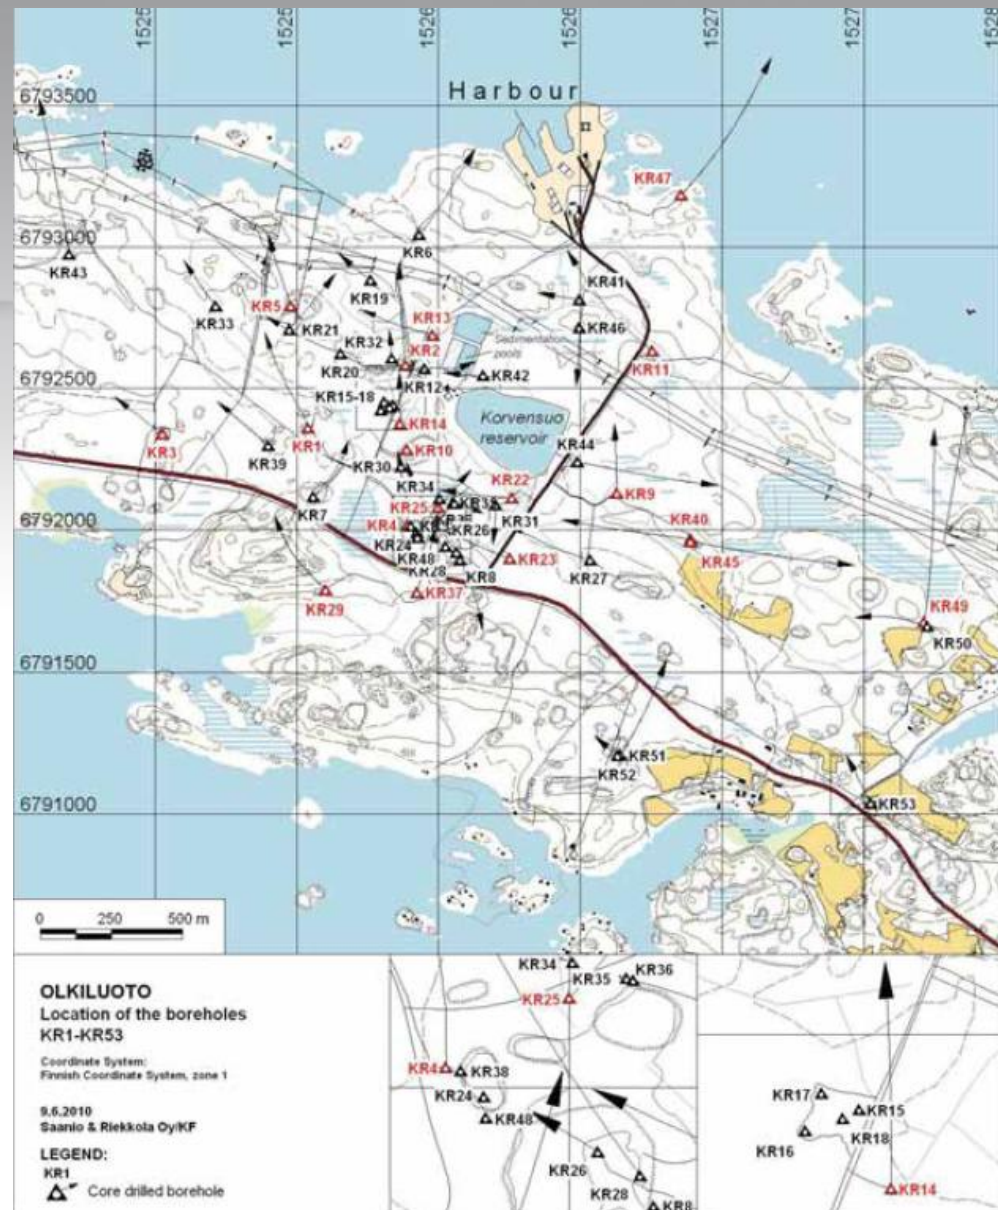 1525
1525
1526
1526
1527
1527
1528
Harbour
6793500
KR47
6793000
KR6
KR43
KR41
KR19
KR5
KR33
KR21
KR13
KR46
KR32
KR2
Sedimentation
pools
KR11
KR20
KR12
KR42
6792500
KR15-18
Korvensuo
reservoir
KR14
KR3
KR1
KR39
KR10
KR44
KR30
KR34
KR22
KR9
KR7
KR25
KR4
KR31
6792000
KR26
KR40
KR24
KR48
KR28
KR8
KR23
KR27
KR45
KR29
KR37
KR49
KR50
6791500
KR51
KR52
6791000
KR53
0 250 500 m
OLKILUOTO
Location of the boreholes
KR1-KR53
Coordinate System:
Finnish Coordinate System, zone 1
9.6.2010
Saanio & Riekkola Oy/KF
LEGEND:
KR1
Core drilled borehole
KR34
KR35
KR36
KR25
KR4
KR38
KR24
KR48
KR26
KR28
KR8
KR17
KR15
KR16
KR18
KR14